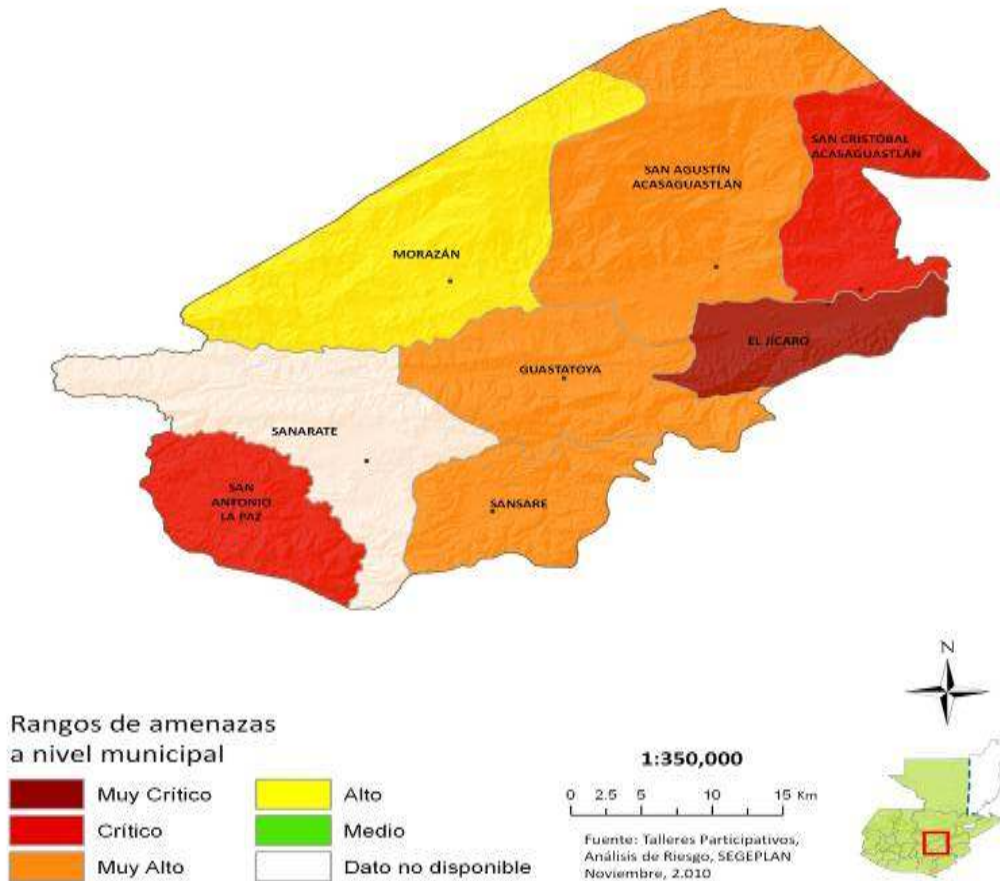 SAN CRISTÓBAL
ACASAGUASTLÁN
SAN AGUSTÍN
ACASAGUASTLÁN
MORAZÁN
EL JÍCARO
GUASTATOYA
SANARATE
SAN
ANTONIO
LA PAZ
SANSARE
N
Rangos de amenazas
a nivel municipal
Muy Crítico
Crítico
Muy Alto
Alto
Medio
Dato no disponible
1:350,000
0 2.5 5 10 15 Km
Fuente: Talleres Participativos,
Análisis de Riesgo, SEGEPLAN
Noviembre, 2.010